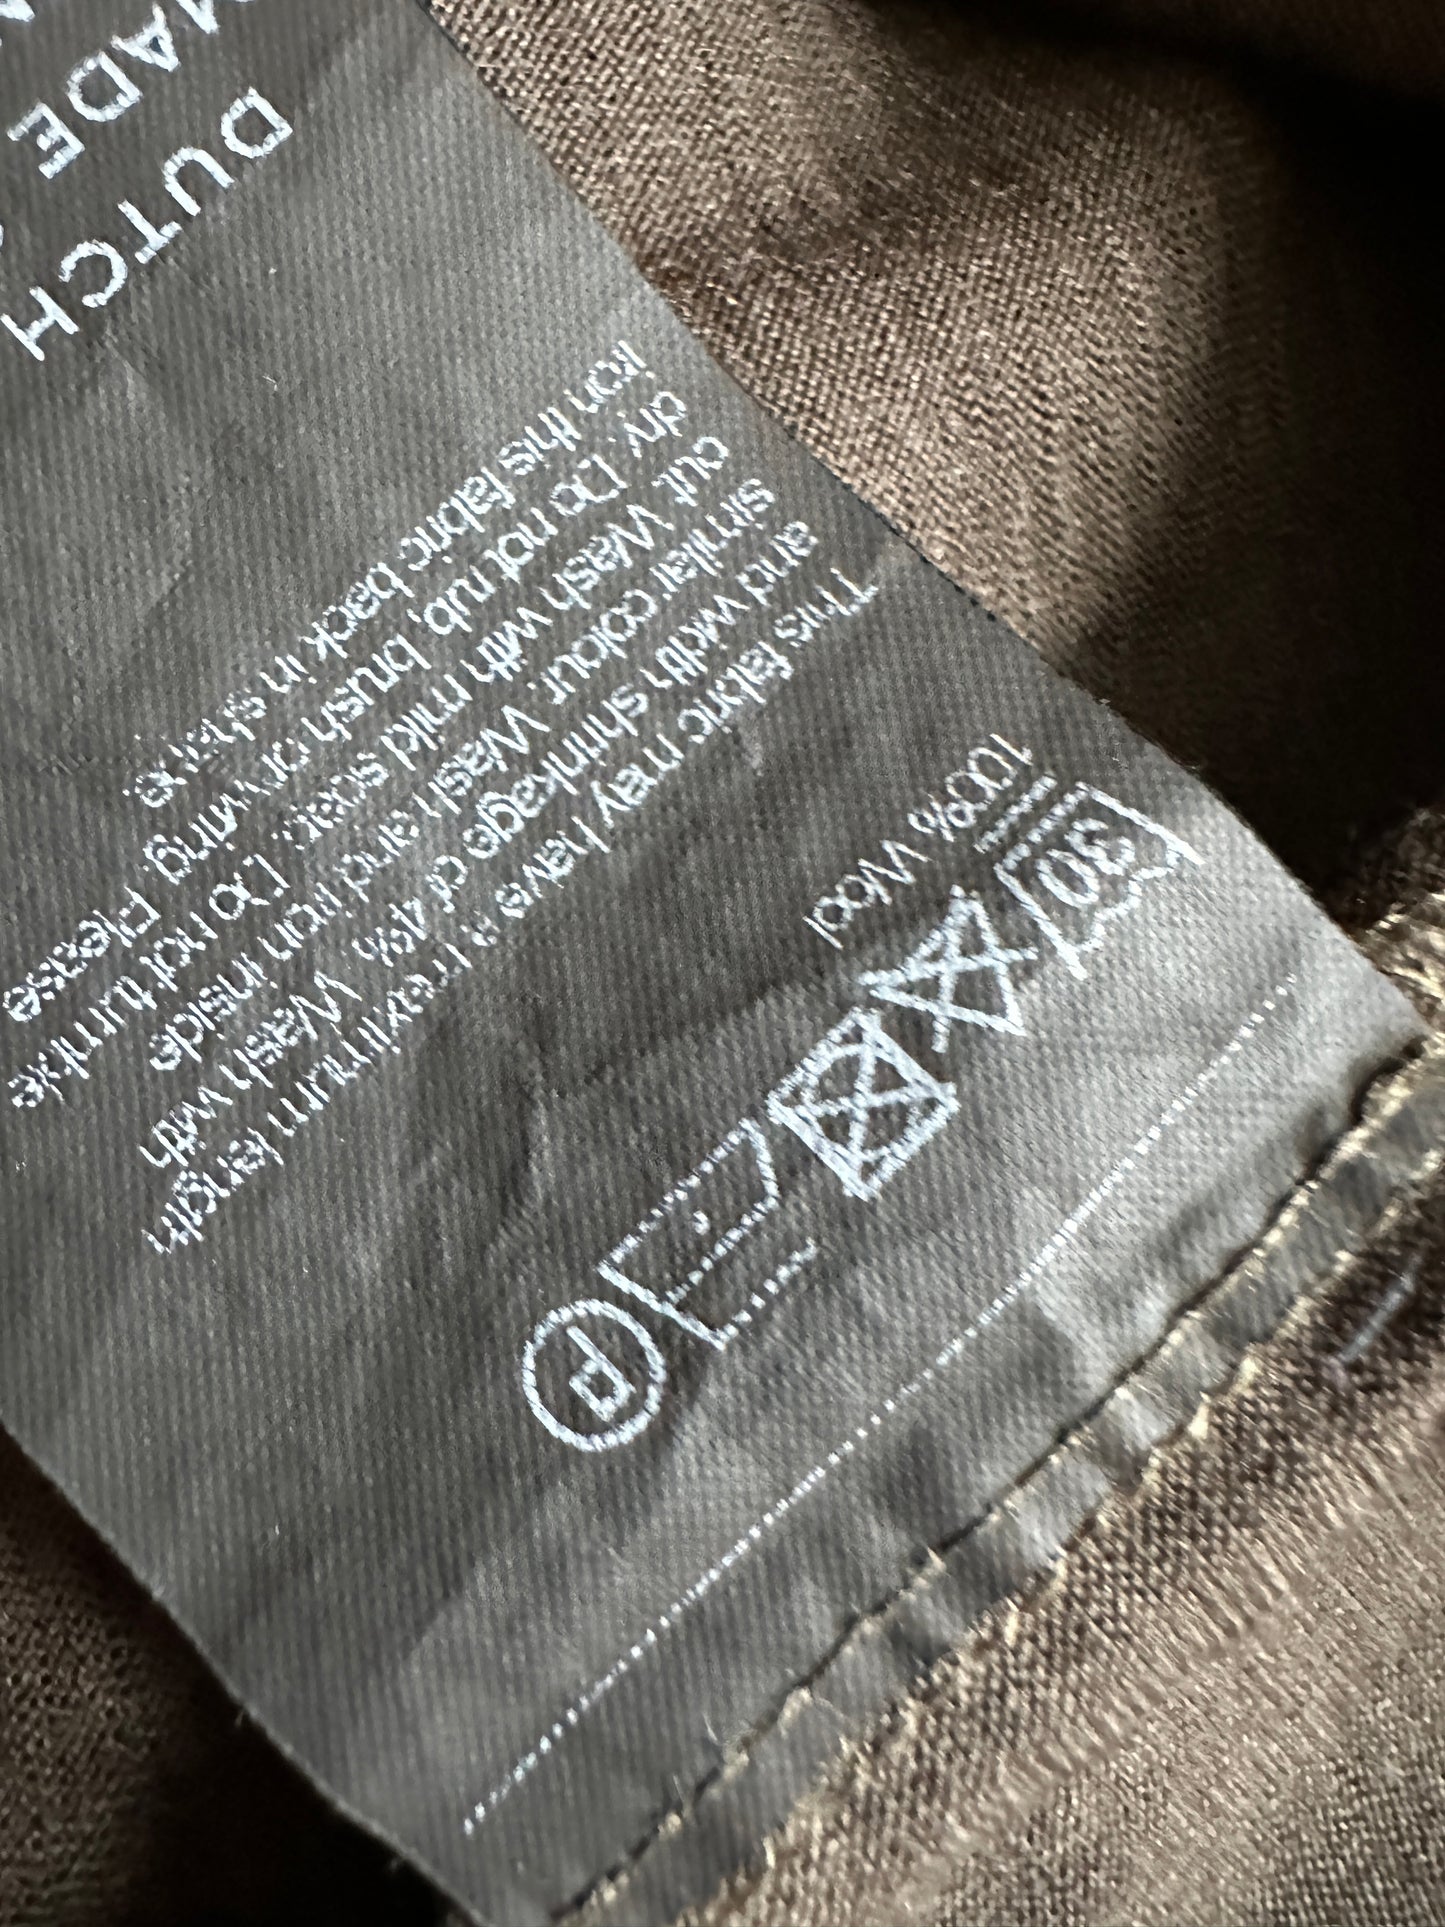 30 P
100% Wool
This fabric may have a maximum length
and width shrinkage of 4%. Wash with
similar colour. Wash and iron inside
out. Wash with mild soap. Do not tumble
dry. Do not rub, brush or wring. Please
iron this fabric back in shape.
DUTCH
MADE